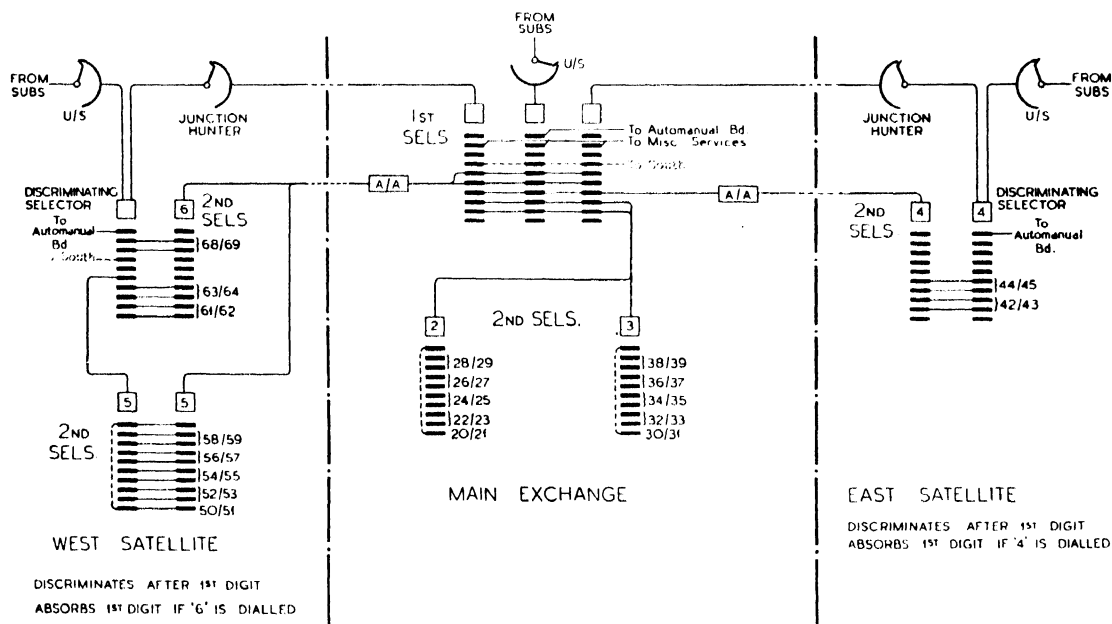 FROM
SUBS
U/S
JUNCTION
HUNTER
DISCRIMINATING
SELECTOR
To
Automanual
Bd
South
6
2ND
SELS
68/69
63/64
61/62
5
5
2ND
SELS.
58/59
56/57
54/55
52/53
50/51
WEST SATELLITE
DISCRIMINATES AFTER 1ST DIGIT
ABSORBS 1ST DIGIT IF '6' IS DIALLED
FROM
SUBS
U/S
1ST
SELS
To Automanual Bd.
To Misc. Services
To South
A/A
A/A
2
2ND SELS.
3
28/29
26/27
24/25
22/23
20/21
38/39
36/37
34/35
32/33
30/31
MAIN EXCHANGE
JUNCTION
HUNTER
U/S
FROM
SUBS
2ND
SELS
4
4
DISCRIMINATING
SELECTOR
To
Automanual
Bd.
44/45
42/43
EAST SATELLITE
DISCRIMINATES AFTER 1ST DIGIT
ABSORBS 1ST DIGIT IF '4' IS DIALLED